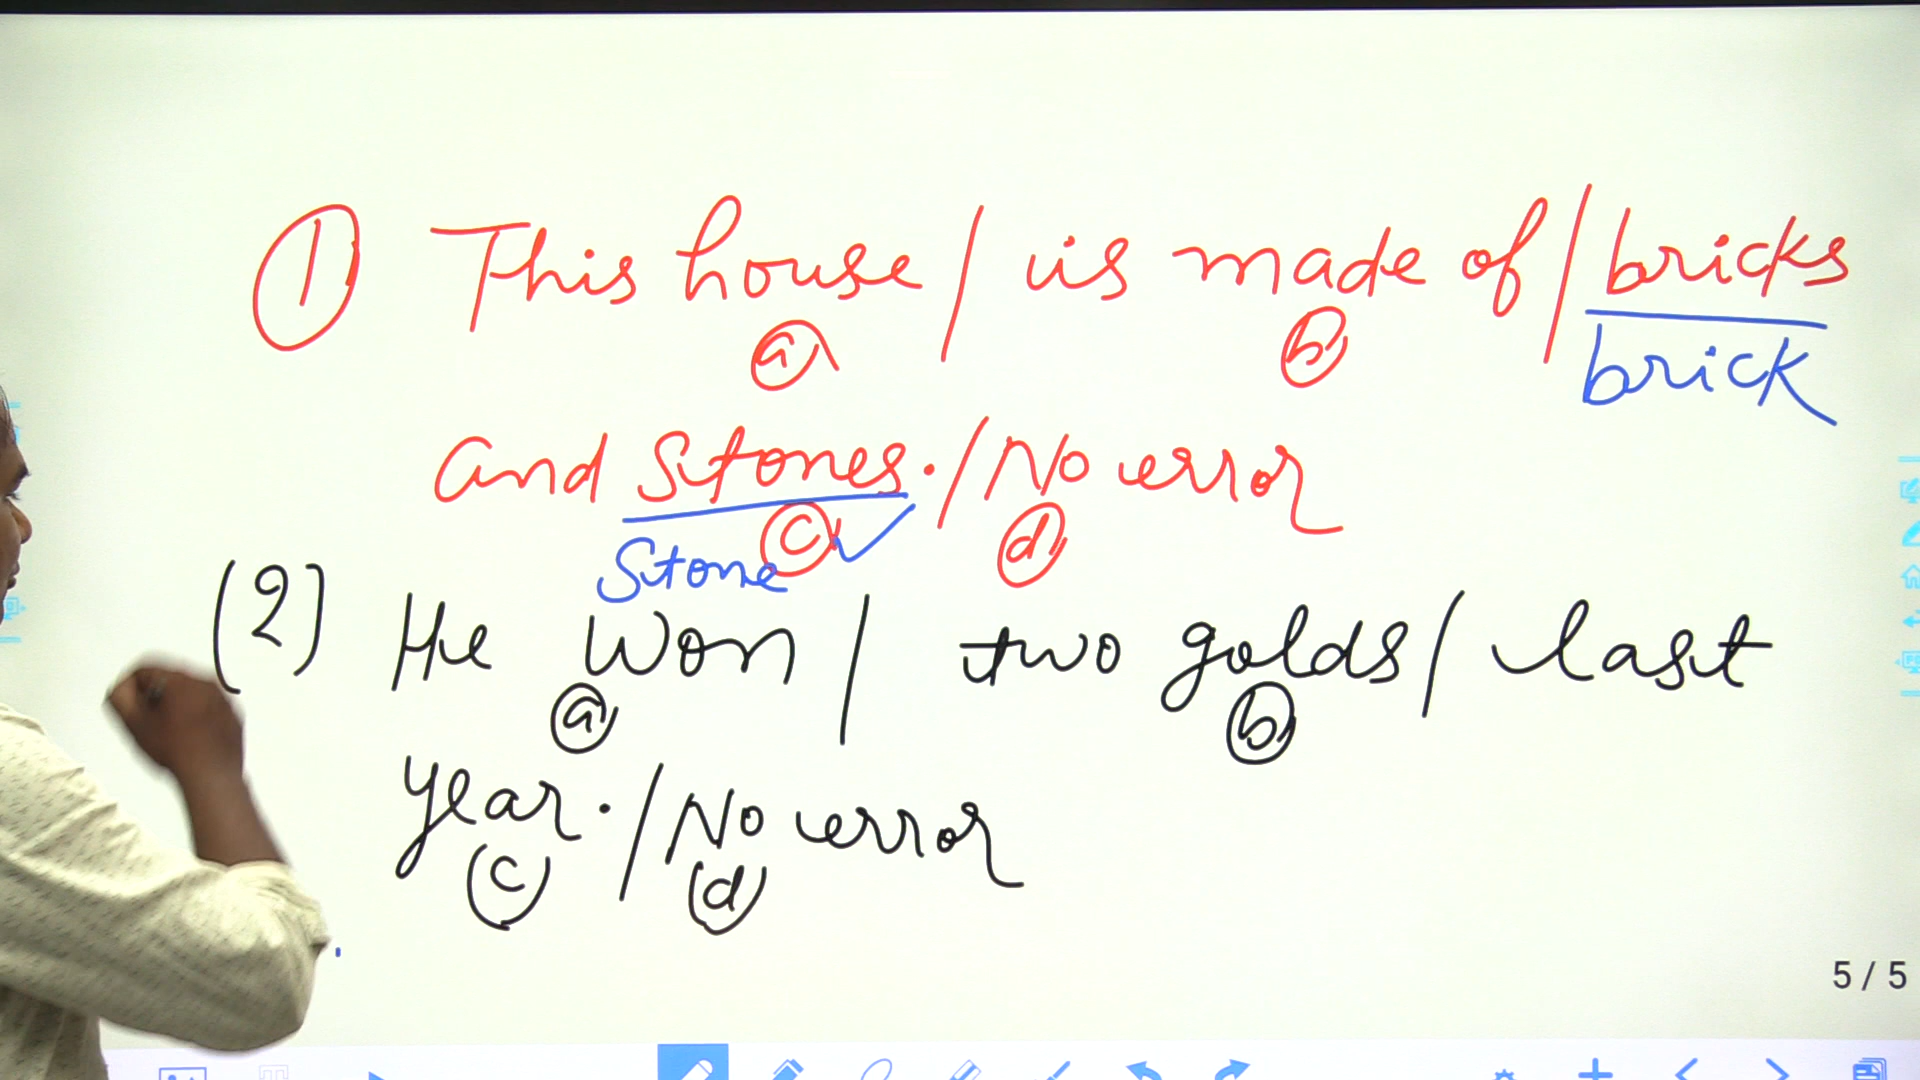 ① This house / is made of / bricks
ⓐ ⓑ brick
and stones. / No error
Stone ⓒ ✓ ⓓ
(2) He won / two golds / last
ⓐ ⓑ
year. / No error
ⓒ ⓓ
5 / 5